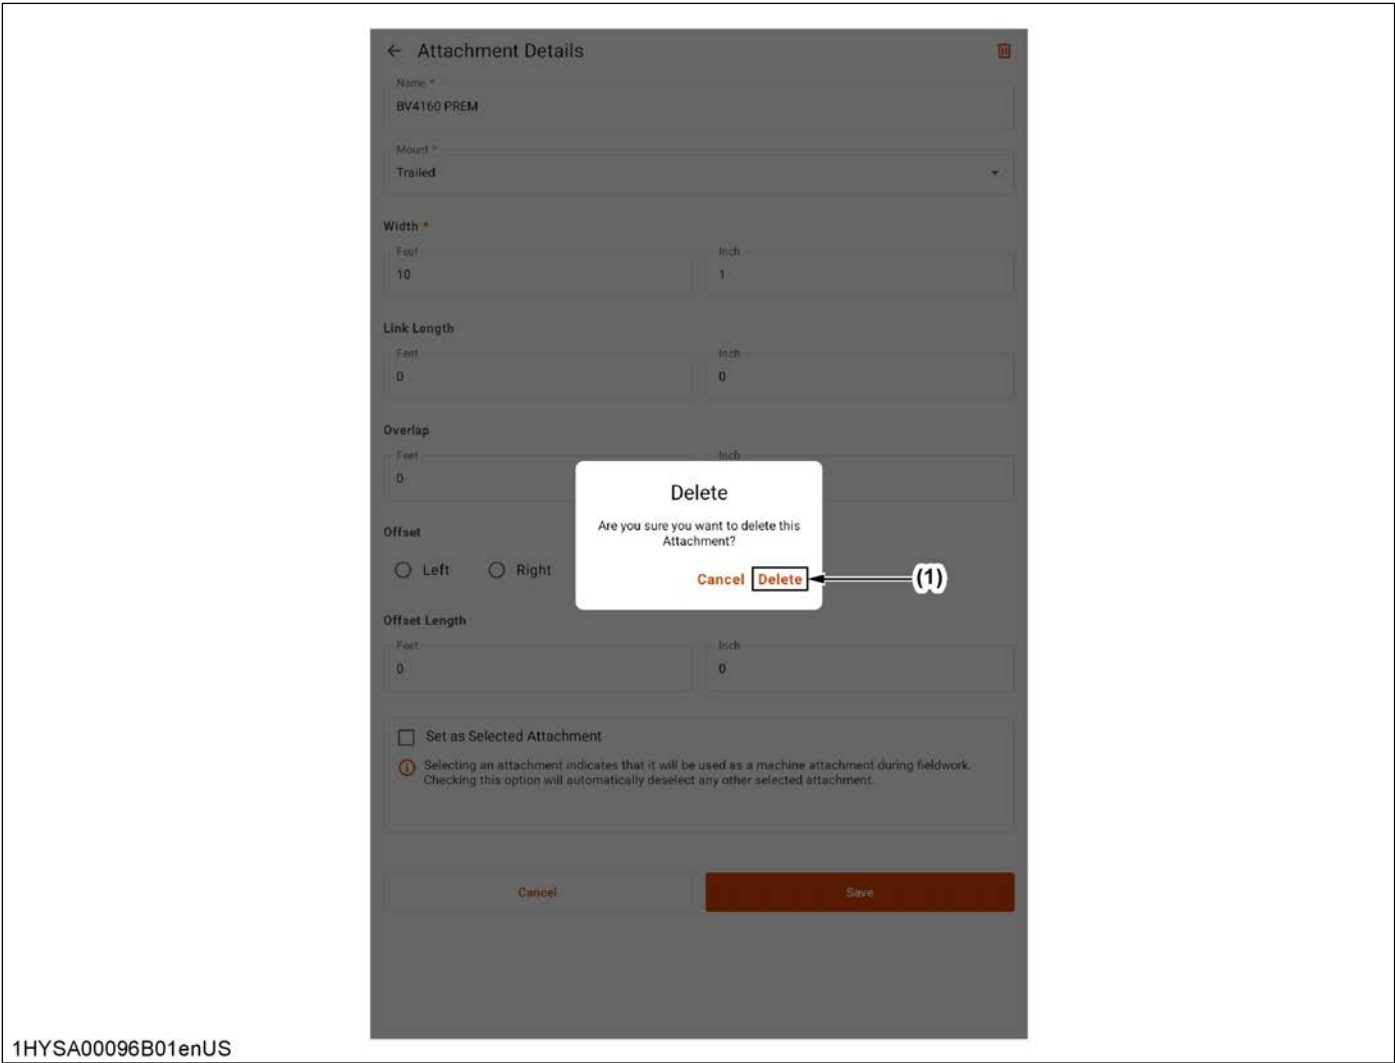 Attachment Details
Name *
BV4160 PREM
Mount *
Trailed
Width *
Feet
Inch
10
1
Link Length
Feet
Inch
0
0
Overlap
Feet
Inch
0
Delete
Are you sure you want to delete this
Attachment?
Cancel Delete
(1)
Offset
Left
Right
Offset Length
Feet
Inch
0
0
Set as Selected Attachment
Selecting an attachment indicates that it will be used as a machine attachment during fieldwork.
Checking this option will automatically deselect any other selected attachment.
Cancel
Save
1HYSA00096B01enUS